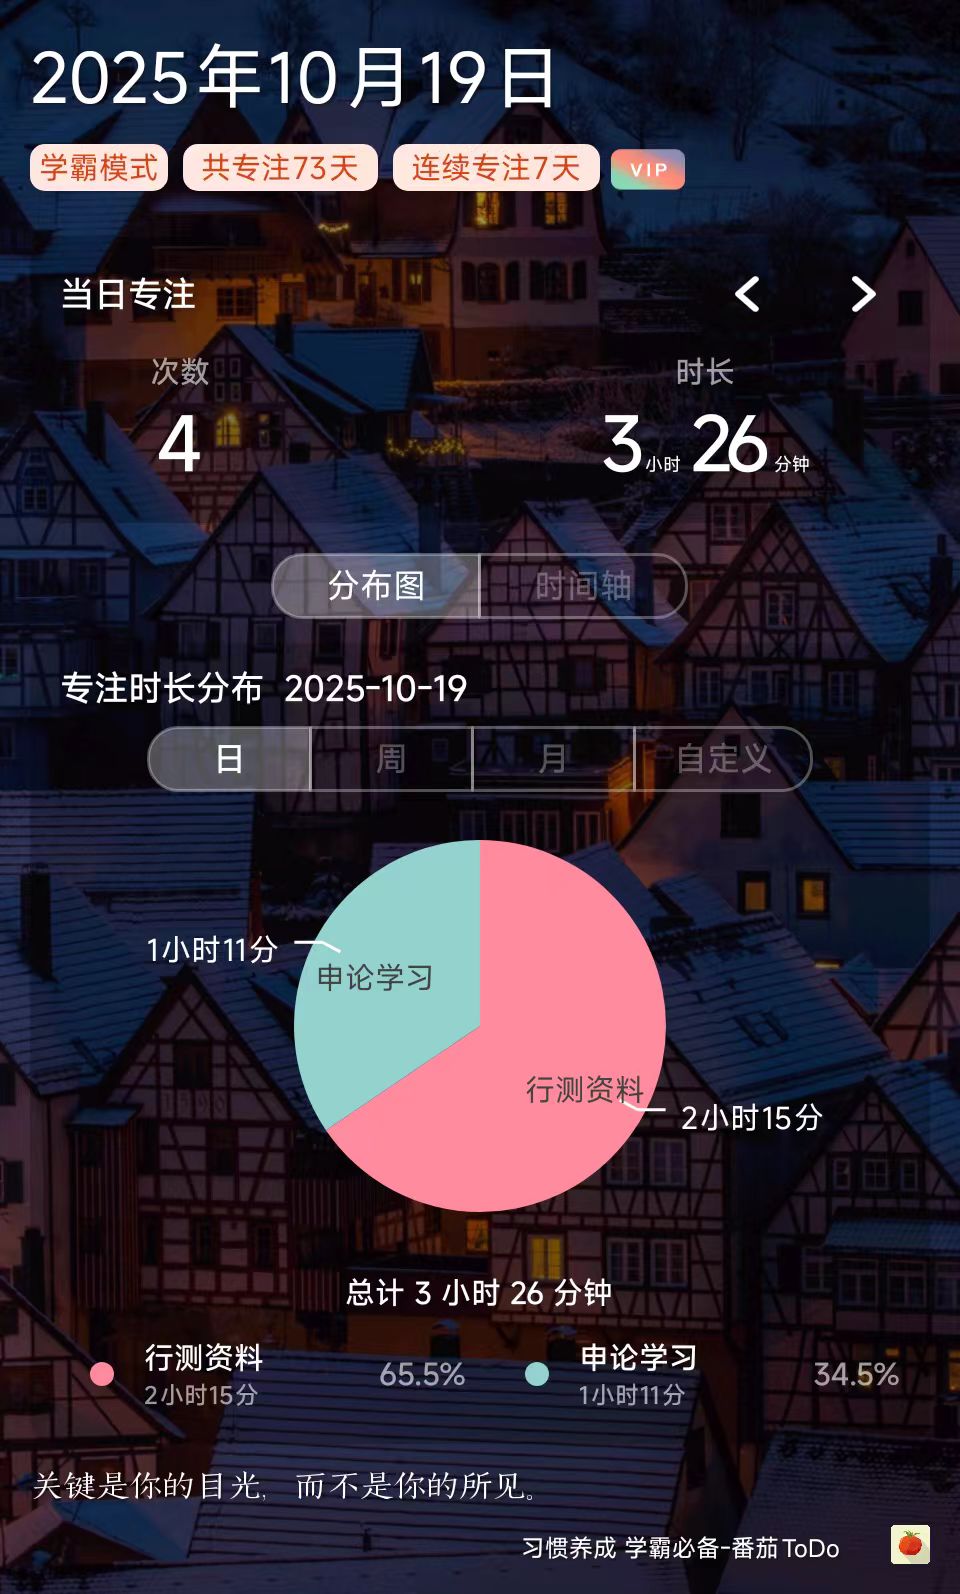 2025年10月19日
学霸模式 共专注73天 连续专注7天 VIP
当日专注
次数 时长
4 3小时26分钟
分布图 时间轴
专注时长分布 2025-10-19
日 周 月 自定义
1小时11分
申论学习
行测资料
2小时15分
总计 3 小时 26 分钟
行测资料 65.5% 申论学习 34.5%
2小时15分 1小时11分
关键是你的目光, 而不是你的所见。
习惯养成 学霸必备-番茄ToDo